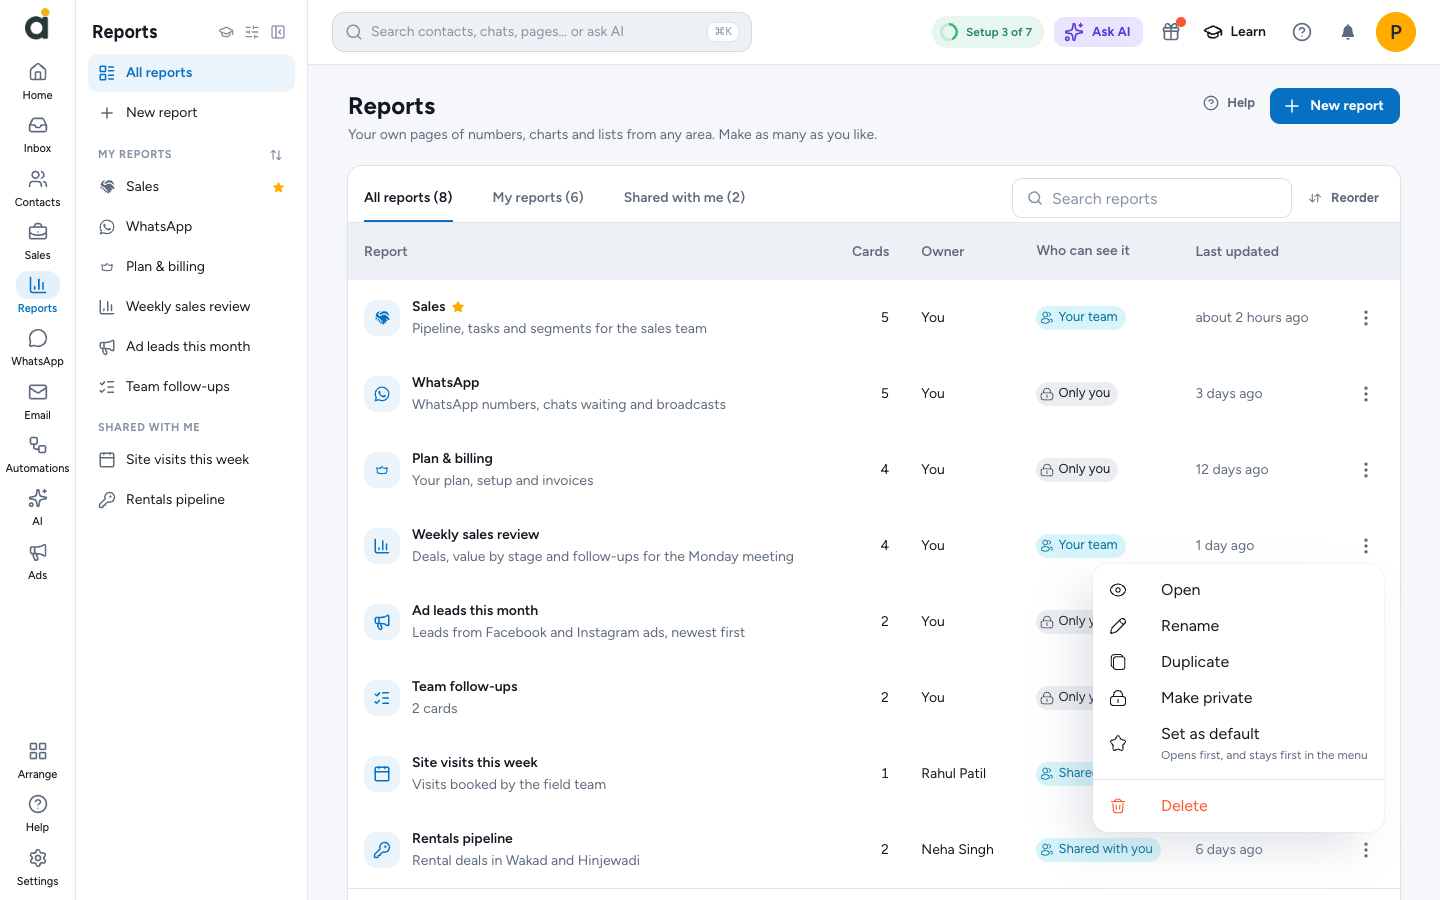 Home
Inbox
Contacts
Sales
Reports
WhatsApp
Email
Automations
AI
Ads
Arrange
Help
Settings
Reports
All reports
New report
MY REPORTS
Sales
WhatsApp
Plan & billing
Weekly sales review
Ad leads this month
Team follow-ups
SHARED WITH ME
Site visits this week
Rentals pipeline
Search contacts, chats, pages... or ask AI ⌘K
Setup 3 of 7
Ask AI
Learn
P
Reports
Your own pages of numbers, charts and lists from any area. Make as many as you like.
Help
New report
All reports (8) My reports (6) Shared with me (2)
Search reports
Reorder
Report Cards Owner Who can see it Last updated
Sales
Pipeline, tasks and segments for the sales team
5 You Your team about 2 hours ago
WhatsApp
WhatsApp numbers, chats waiting and broadcasts
5 You Only you 3 days ago
Plan & billing
Your plan, setup and invoices
4 You Only you 12 days ago
Weekly sales review
Deals, value by stage and follow-ups for the Monday meeting
4 You Your team 1 day ago
Ad leads this month
Leads from Facebook and Instagram ads, newest first
2 You Only
Team follow-ups
2 cards
2 You Only
Site visits this week
Visits booked by the field team
1 Rahul Patil
Rentals pipeline
Rental deals in Wakad and Hinjewadi
2 Neha Singh Shared with you 6 days ago
Open
Rename
Duplicate
Make private
Set as default
Opens first, and stays first in the menu
Delete